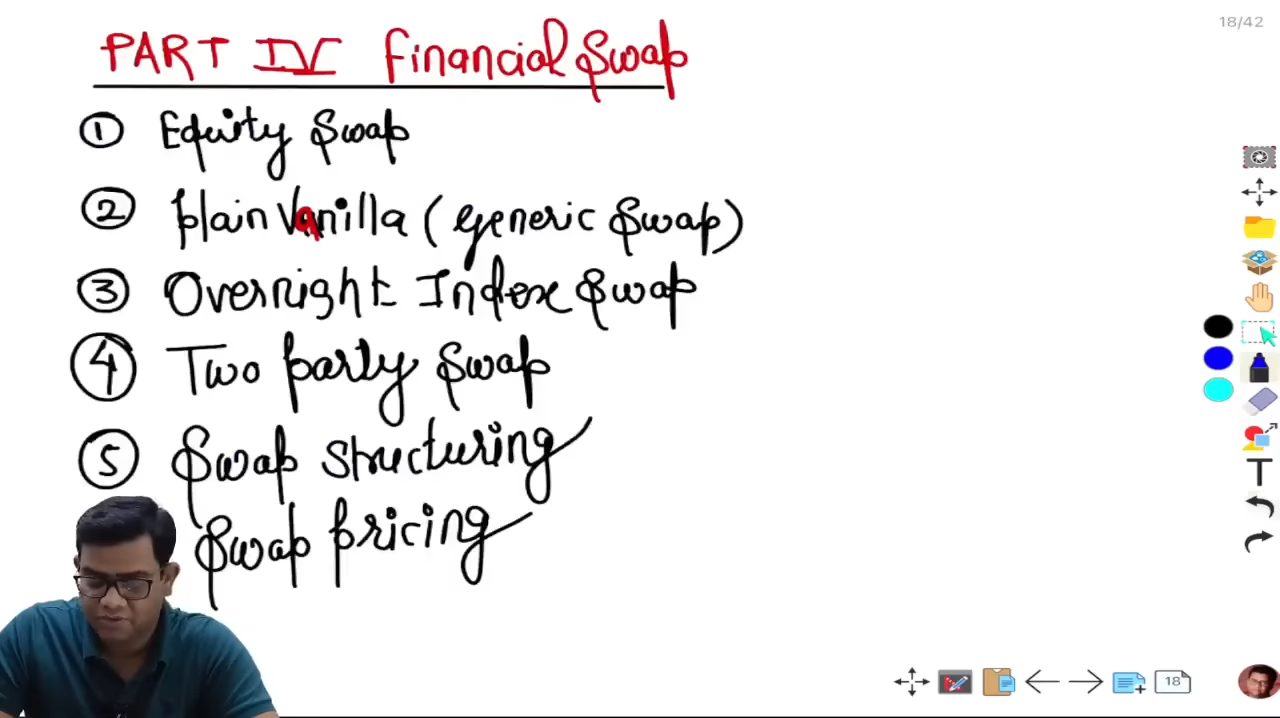 18/42
PART IV Financial Swap
① Equity Swap
② Plain Vanilla (Generic Swap)
③ Overnight Index Swap
④ Two party Swap
⑤ Swap structuring
Swap pricing
T
18